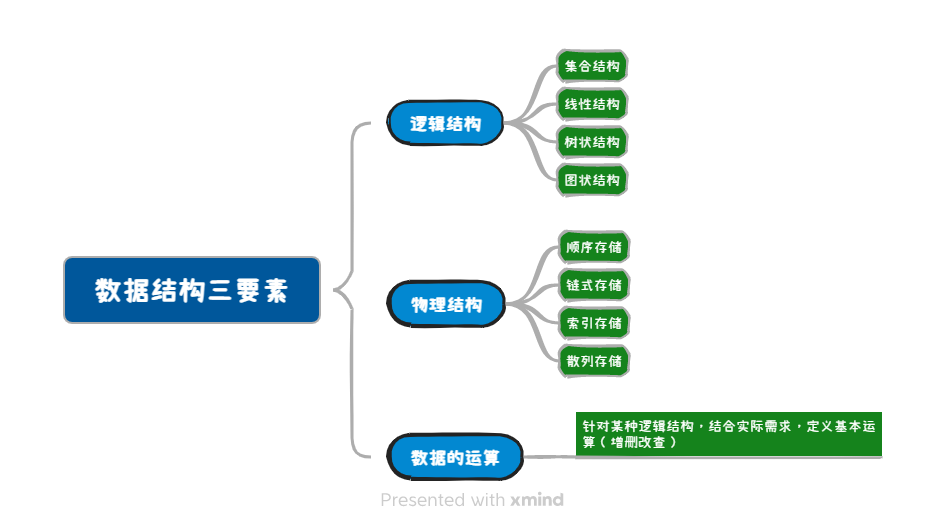 数据结构三要素
逻辑结构
集合结构
线性结构
树状结构
图状结构
物理结构
顺序存储
链式存储
索引存储
散列存储
数据的运算
针对某种逻辑结构，结合实际需求，定义基本运
算（增删改查）
Presented with xmind